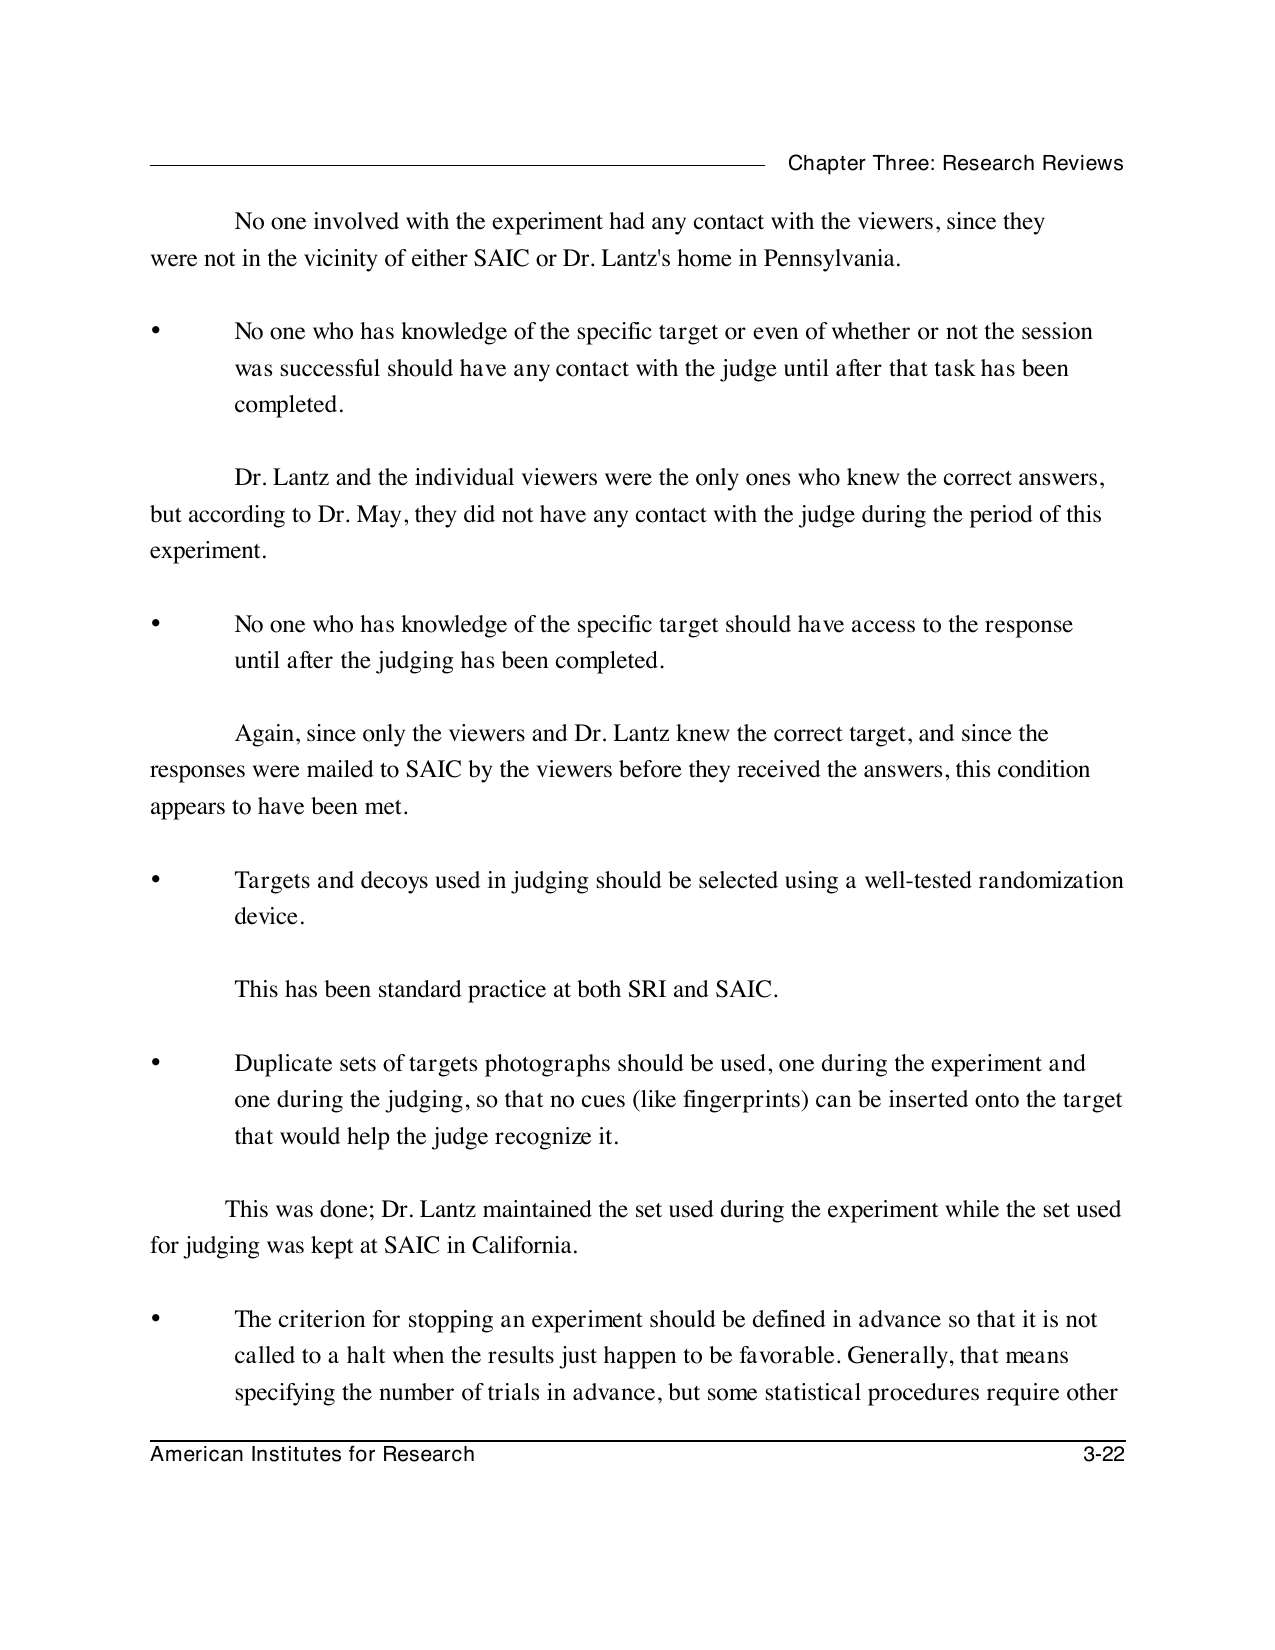 Chapter Three: Research Reviews
No one involved with the experiment had any contact with the viewers, since they
were not in the vicinity of either SAIC or Dr. Lantz's home in Pennsylvania.
• No one who has knowledge of the specific target or even of whether or not the session
was successful should have any contact with the judge until after that task has been
completed.
Dr. Lantz and the individual viewers were the only ones who knew the correct answers,
but according to Dr. May, they did not have any contact with the judge during the period of this
experiment.
• No one who has knowledge of the specific target should have access to the response
until after the judging has been completed.
Again, since only the viewers and Dr. Lantz knew the correct target, and since the
responses were mailed to SAIC by the viewers before they received the answers, this condition
appears to have been met.
• Targets and decoys used in judging should be selected using a well-tested randomization
device.
This has been standard practice at both SRI and SAIC.
• Duplicate sets of targets photographs should be used, one during the experiment and
one during the judging, so that no cues (like fingerprints) can be inserted onto the target
that would help the judge recognize it.
This was done; Dr. Lantz maintained the set used during the experiment while the set used
for judging was kept at SAIC in California.
• The criterion for stopping an experiment should be defined in advance so that it is not
called to a halt when the results just happen to be favorable. Generally, that means
specifying the number of trials in advance, but some statistical procedures require other
American Institutes for Research 3-22